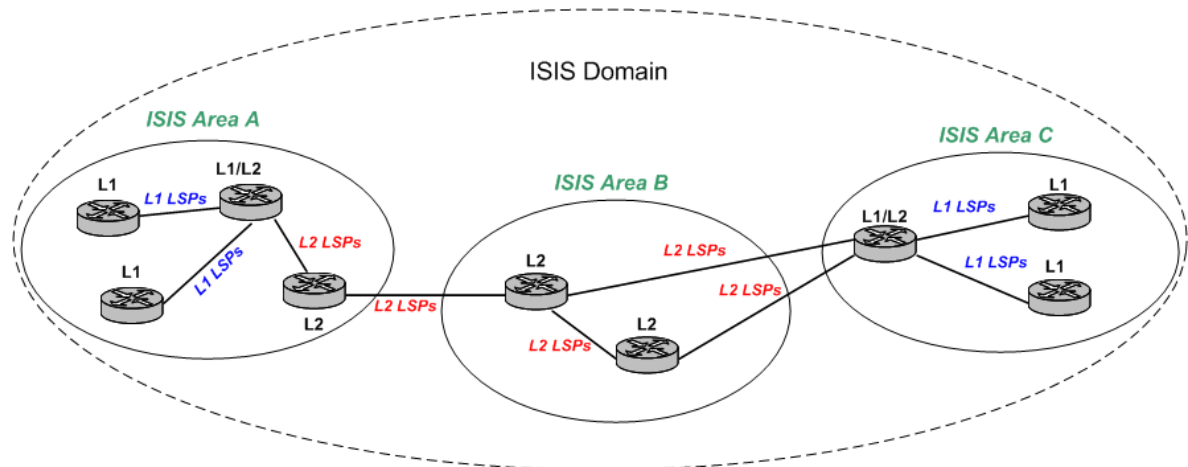 ISIS Domain
ISIS Area A
L1
L1/L2
L1 LSPs
L1
L1 LSPs
L2 LSPs
L2
L2 LSPs
ISIS Area B
L2
L2 LSPs
L2 LSPs
L2
L2 LSPs
ISIS Area C
L1/L2
L1 LSPs
L1
L1 LSPs
L1